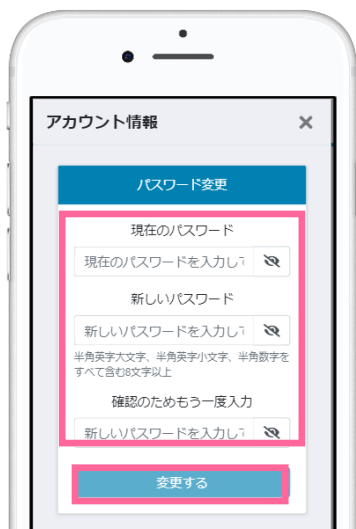 アカウント情報
パスワード変更
現在のパスワード
現在のパスワードを入力して
新しいパスワード
新しいパスワードを入力して
半角英字大文字、半角英字小文字、半角数字を
すべて含む8文字以上
確認のためもう一度入力
新しいパスワードを入力して
変更する